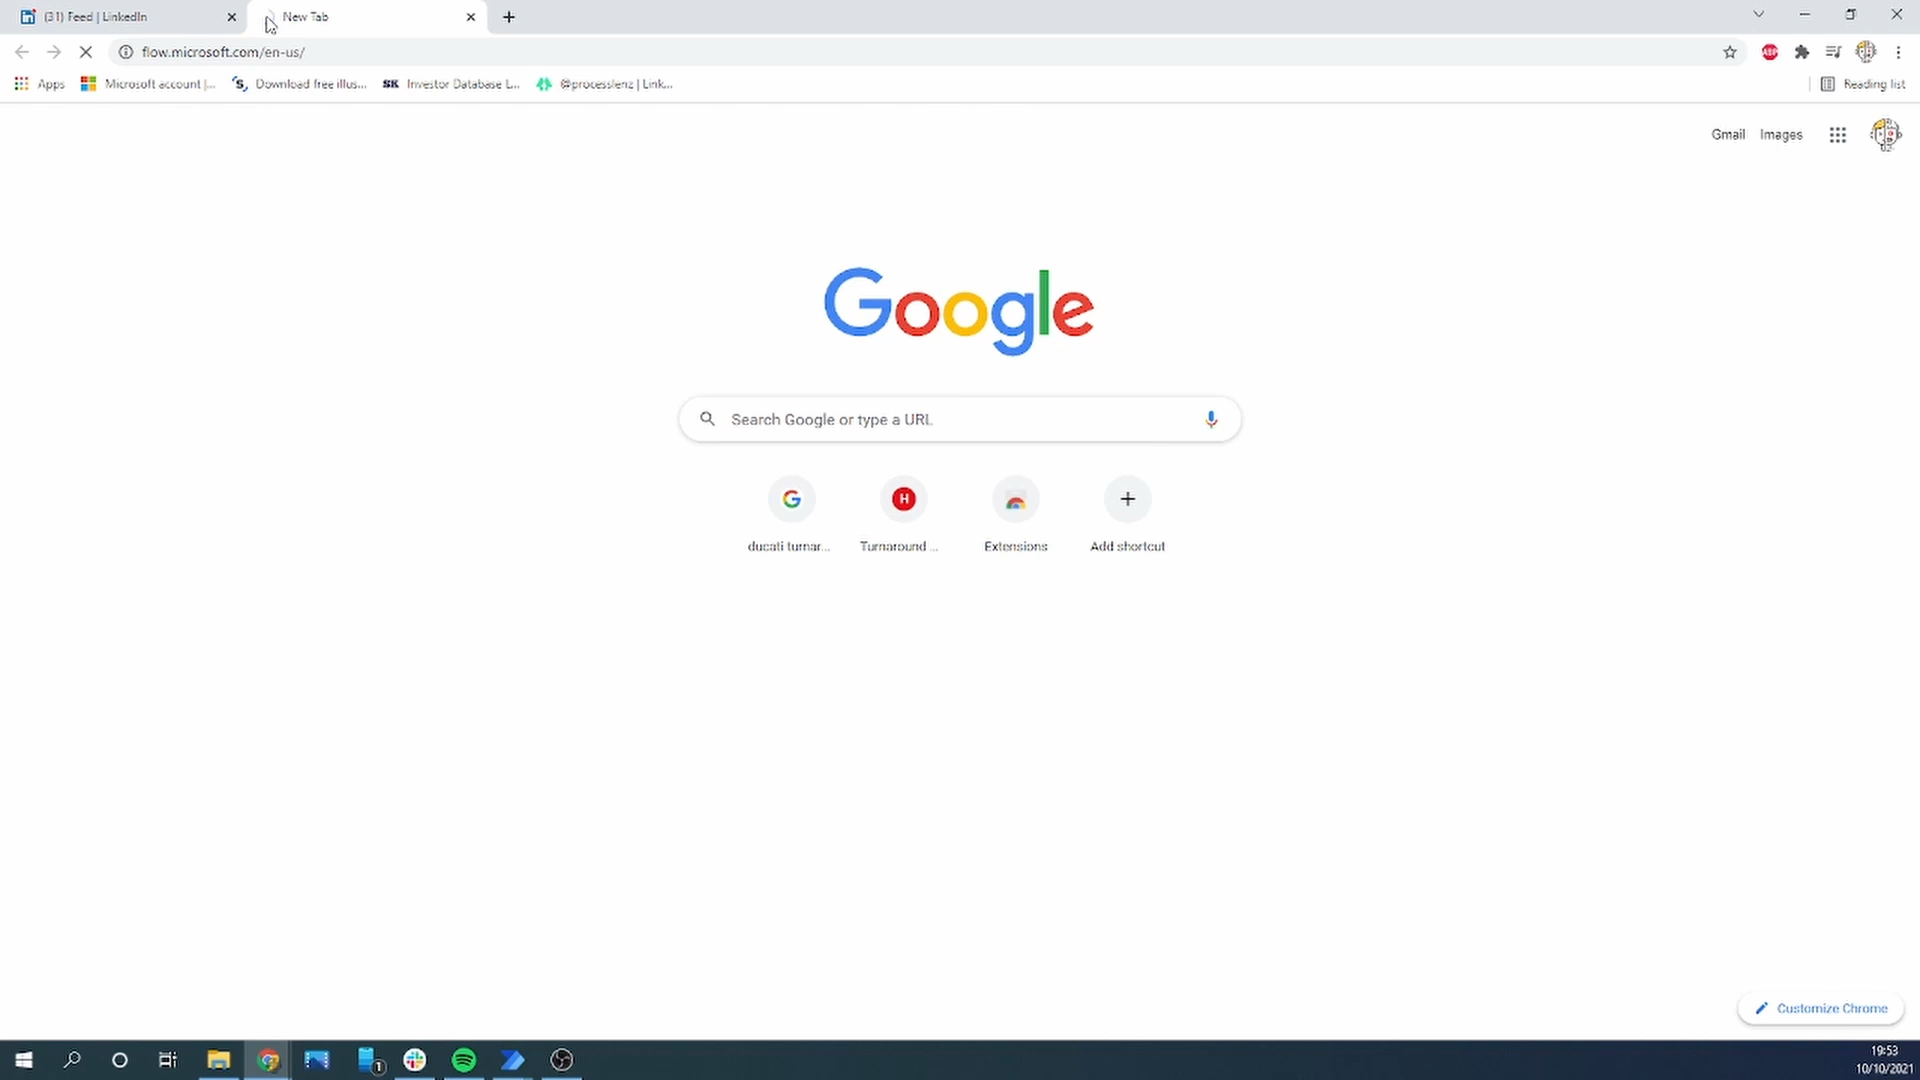 (31) Feed | LinkedIn
New Tab
flow.microsoft.com/en-us/
Apps
Microsoft account |...
Download free illus...
SK Investor Database L...
@processlenz | Link...
Reading list
Gmail Images
Google
Search Google or type a URL
ducati turnar...
Turnaround ...
Extensions
Add shortcut
Customize Chrome
19:53
10/10/2021